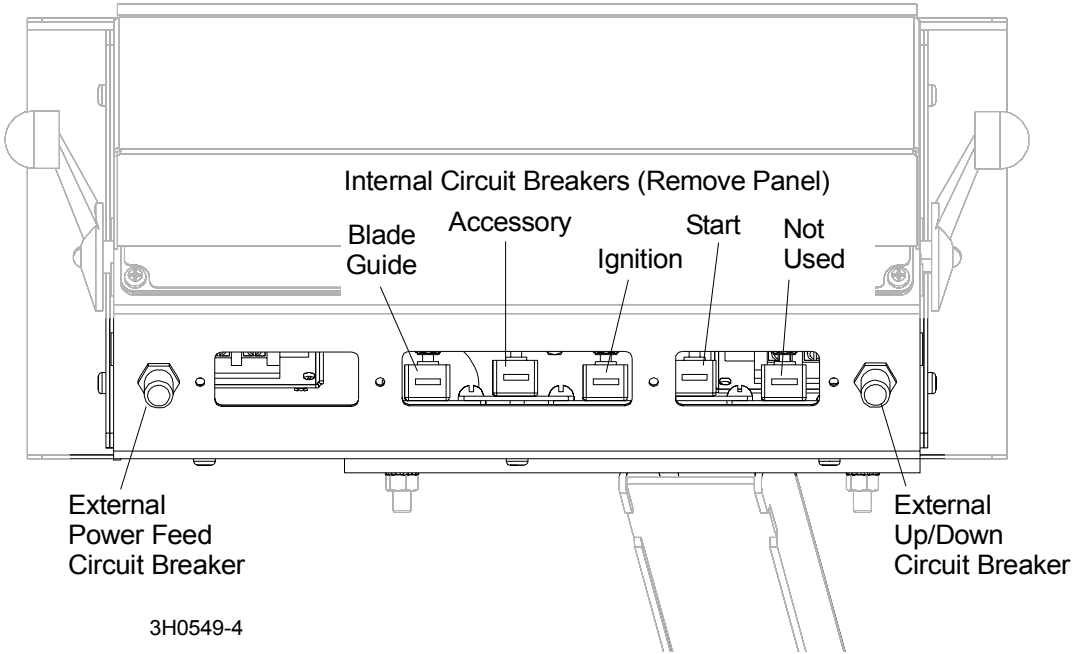 Internal Circuit Breakers (Remove Panel)
Blade
Guide
Accessory
Ignition
Start
Not
Used
External
Power Feed
Circuit Breaker
External
Up/Down
Circuit Breaker
3H0549-4